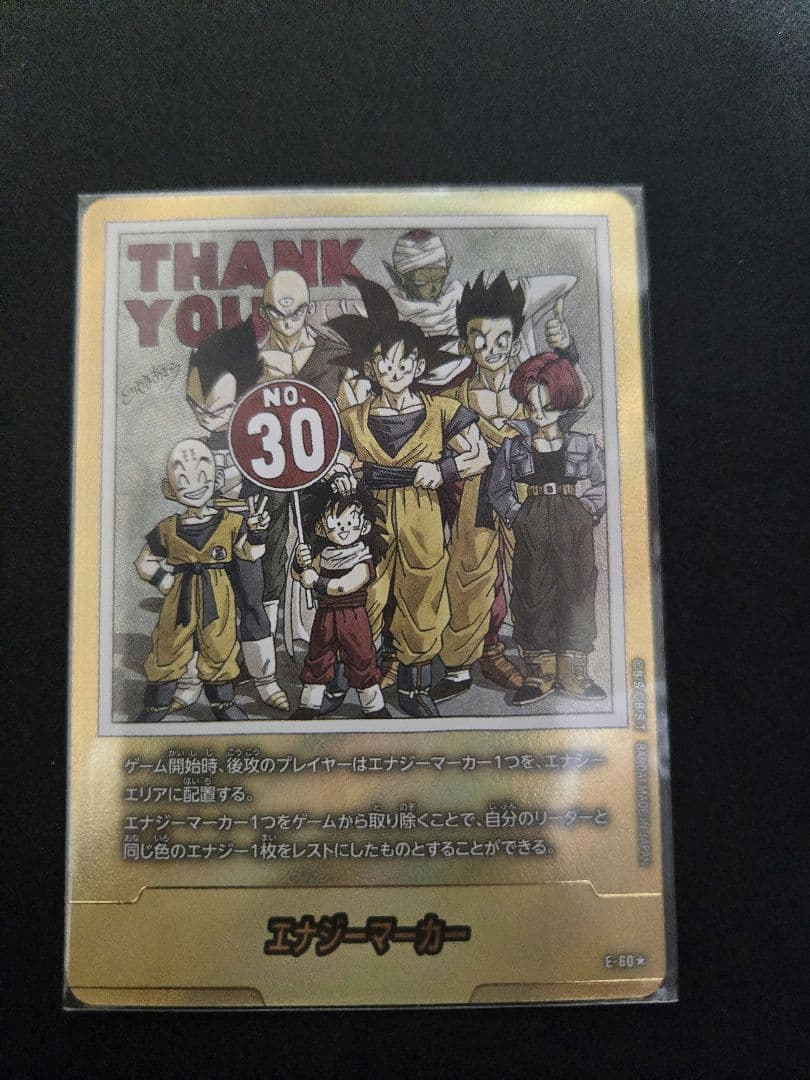 THANK
YOU
NO.
30
ゲーム開始時、後攻のプレイヤーはエナジーマーカー1つを、エナジー
エリアに配置する。
エナジーマーカー1つをゲームから取り除くことで、自分のリーダーと
同じ色のエナジー1枚をレストにしたものとすることができる。
エナジーマーカー
E-60★
©B.S./S.T BANDAI MADE IN JAPAN